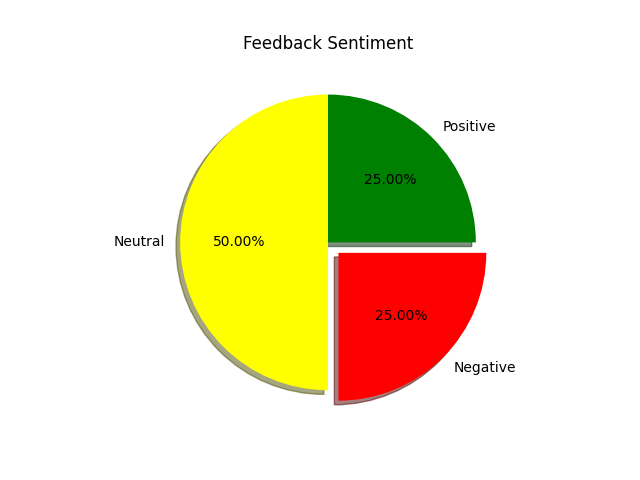 Feedback Sentiment
Positive
25.00%
Neutral
50.00%
25.00%
Negative